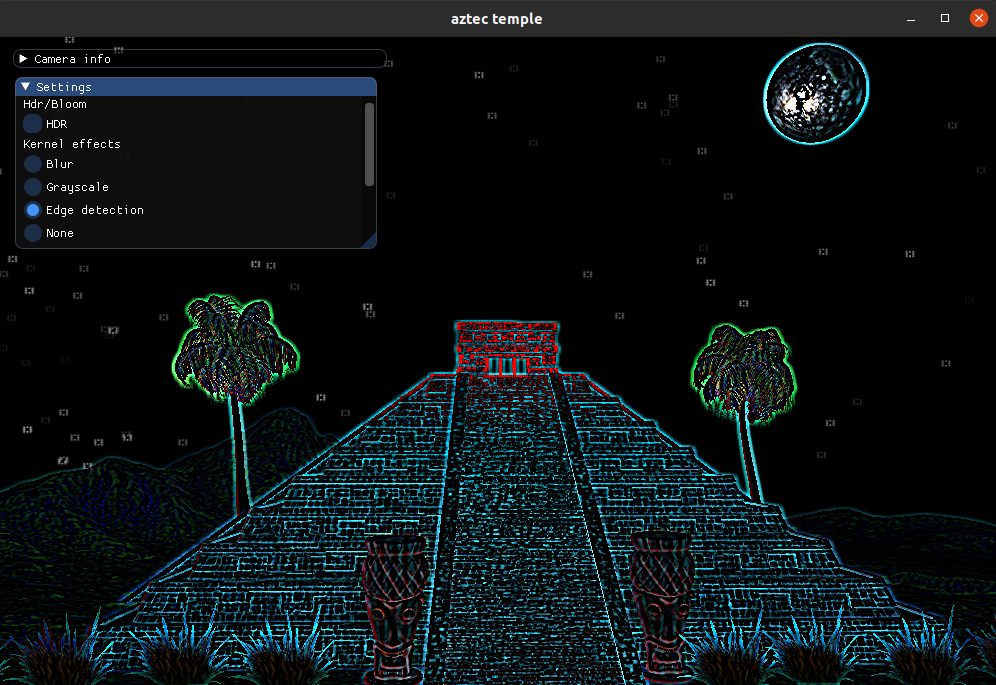 aztec temple
Camera info
Settings
Hdr/Bloom
HDR
Kernel effects
Blur
Grayscale
Edge detection
None